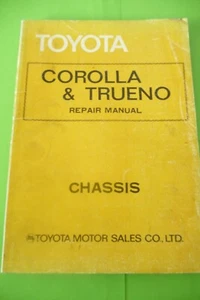 TOYOTA
COROLLA
& TRUENO
REPAIR MANUAL
CHASSIS
TOYOTA MOTOR SALES CO., LTD.